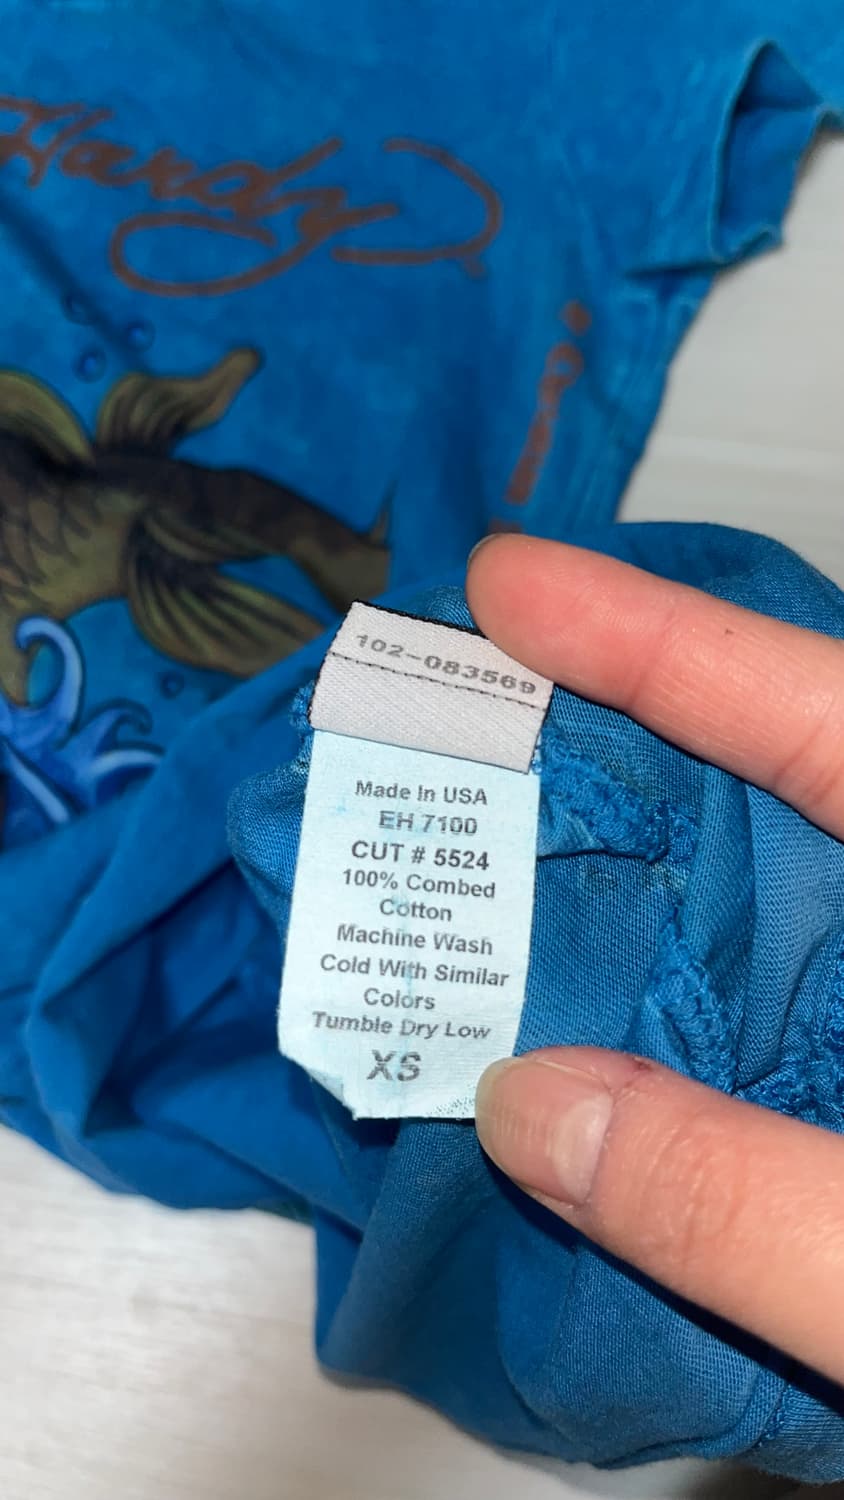 Hardy
102-083569
Made In USA
EH 7100
CUT # 5524
100% Combed
Cotton
Machine Wash
Cold With Similar
Colors
Tumble Dry Low
XS